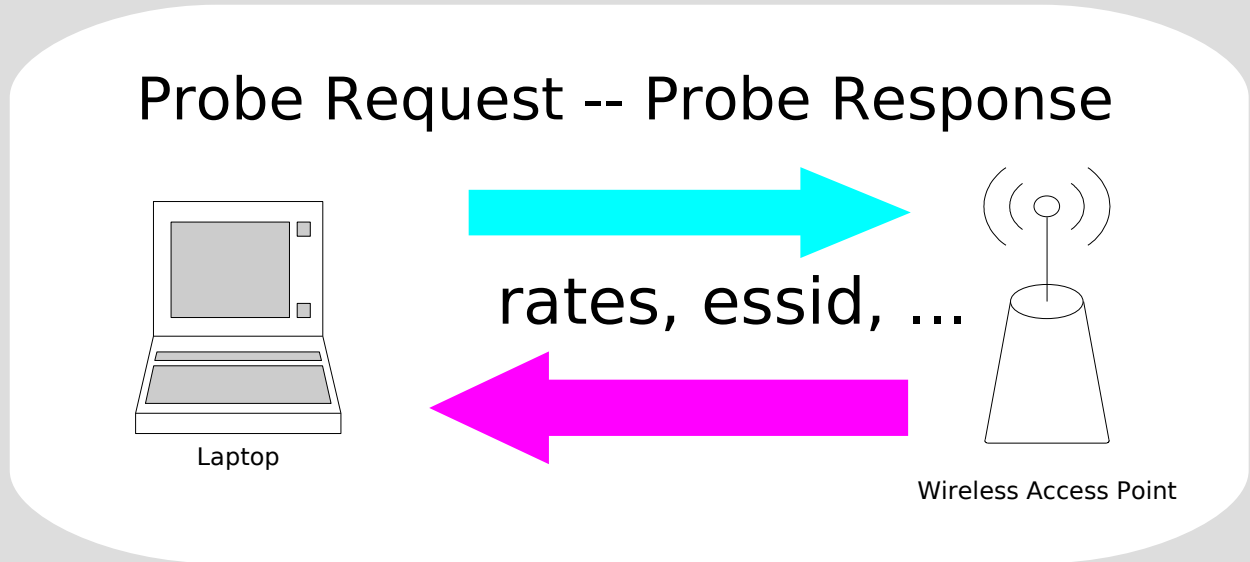 Probe Request -- Probe Response
rates, essid, ...
Laptop
Wireless Access Point